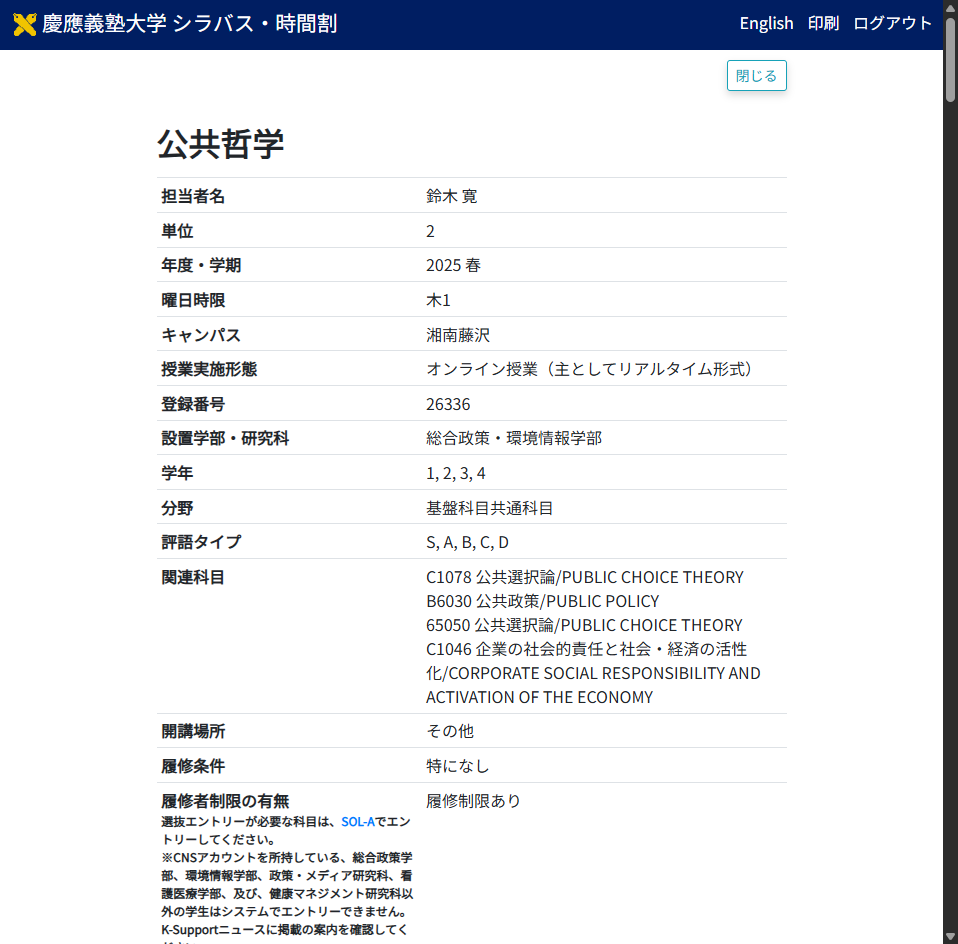 慶應義塾大学 シラバス・時間割
English 印刷 ログアウト
閉じる
公共哲学
担当者名 鈴木 寛
単位 2
年度・学期 2025 春
曜日時限 木1
キャンパス 湘南藤沢
授業実施形態 オンライン授業（主としてリアルタイム形式）
登録番号 26336
設置学部・研究科 総合政策・環境情報学部
学年 1, 2, 3, 4
分野 基盤科目共通科目
評語タイプ S, A, B, C, D
関連科目 C1078 公共選択論/PUBLIC CHOICE THEORY
B6030 公共政策/PUBLIC POLICY
65050 公共選択論/PUBLIC CHOICE THEORY
C1046 企業の社会的責任と社会・経済の活性
化/CORPORATE SOCIAL RESPONSIBILITY AND
ACTIVATION OF THE ECONOMY
開講場所 その他
履修条件 特になし
履修者制限の有無 履修制限あり
選抜エントリーが必要な科目は、SOL-Aでエン
トリーしてください。
※CNSアカウントを所持している、総合政策学
部、環境情報学部、政策・メディア研究科、看
護医療学部、及び、健康マネジメント研究科以
外の学生はシステムでエントリーできません。
K-Supportニュースに掲載の案内を確認してく